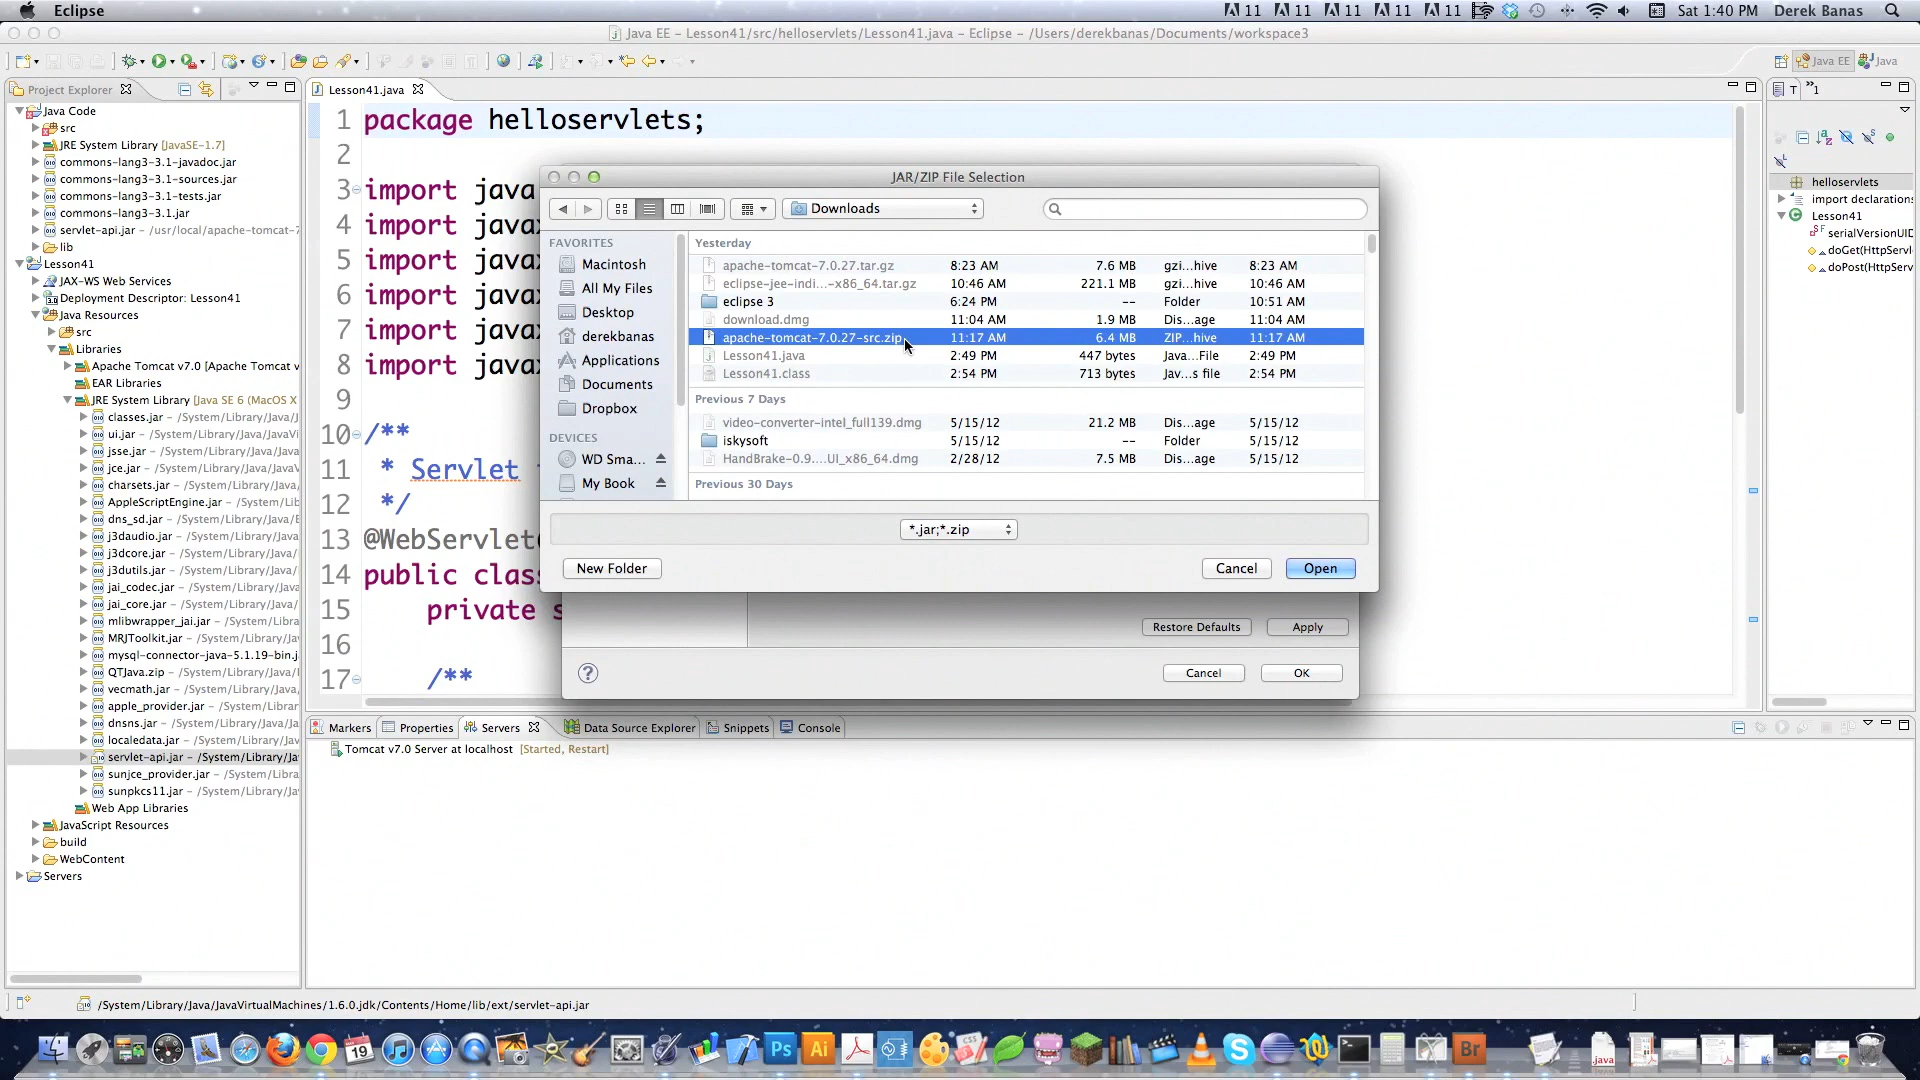 Eclipse
11
11
11
11
11
Sat 1:40 PM
Derek Banas
Java EE – Lesson41/src/helloservlets/Lesson41.java – Eclipse – /Users/derekbanas/Documents/workspace3
Java EE
Java
Project Explorer
Java Code
src
JRE System Library [JavaSE-1.7]
commons-lang3-3.1-javadoc.jar
commons-lang3-3.1-sources.jar
commons-lang3-3.1-tests.jar
commons-lang3-3.1.jar
servlet-api.jar – /usr/local/apache-tomcat-7
lib
Lesson41
JAX-WS Web Services
Deployment Descriptor: Lesson41
Java Resources
src
Libraries
Apache Tomcat v7.0 [Apache Tomcat v
EAR Libraries
JRE System Library [Java SE 6 (MacOS X
classes.jar – /System/Library/Java/J
ui.jar – /System/Library/Java/JavaVi
jsse.jar – /System/Library/Java/Java
jce.jar – /System/Library/Java/JavaV
charsets.jar – /System/Library/Java/
AppleScriptEngine.jar – /System/Libr
dns_sd.jar – /System/Library/Java/E
j3daudio.jar – /System/Library/Java
j3dcore.jar – /System/Library/Java/
j3dutils.jar – /System/Library/Java/
jai_codec.jar – /System/Library/Java
jai_core.jar – /System/Library/Java/
mlibwrapper_jai.jar – /System/Librar
MRJToolkit.jar – /System/Library/Jav
mysql-connector-java-5.1.19-bin.j
QTJava.zip – /System/Library/Java/E
vecmath.jar – /System/Library/Java/
apple_provider.jar – /System/Library
dnsns.jar – /System/Library/Java/Jav
localedata.jar – /System/Library/Java
servlet-api.jar – /System/Library/Ja
sunjce_provider.jar – /System/Libra
sunpkcs11.jar – /System/Library/Jav
Web App Libraries
JavaScript Resources
build
WebContent
Servers
Lesson41.java
1 package helloservlets;
2
3 import java
4 import javax
5 import javax
6 import javax
7 import javax
8 import javax
9
10 /**
11 * Servlet
12 */
13 @WebServlet(
14 public class
15 private s
16
17 /**
JAR/ZIP File Selection
Downloads
FAVORITES
Macintosh
All My Files
Desktop
derekbanas
Applications
Documents
Dropbox
DEVICES
WD Sma...
My Book
Yesterday
apache-tomcat-7.0.27.tar.gz 8:23 AM 7.6 MB gzi...hive 8:23 AM
eclipse-jee-indi...-x86_64.tar.gz 10:46 AM 221.1 MB gzi...hive 10:46 AM
eclipse 3 6:24 PM -- Folder 10:51 AM
download.dmg 11:04 AM 1.9 MB Dis...age 11:04 AM
apache-tomcat-7.0.27-src.zip 11:17 AM 6.4 MB ZIP...hive 11:17 AM
Lesson41.java 2:49 PM 447 bytes Java...File 2:49 PM
Lesson41.class 2:54 PM 713 bytes Jav...s file 2:54 PM
Previous 7 Days
video-converter-intel_full139.dmg 5/15/12 21.2 MB Dis...age 5/15/12
iskysoft 5/15/12 -- Folder 5/15/12
HandBrake-0.9....UI_x86_64.dmg 2/28/12 7.5 MB Dis...age 5/15/12
Previous 30 Days
*.jar;*.zip
New Folder
Cancel
Open
Restore Defaults
Apply
Cancel
OK
T
1
helloservlets
import declarations
Lesson41
serialVersionUID
doGet(HttpServl
doPost(HttpServ
Markers
Properties
Servers
Data Source Explorer
Snippets
Console
Tomcat v7.0 Server at localhost [Started, Restart]
/System/Library/Java/JavaVirtualMachines/1.6.0.jdk/Contents/Home/lib/ext/servlet-api.jar
19
Ps
Ai
Br